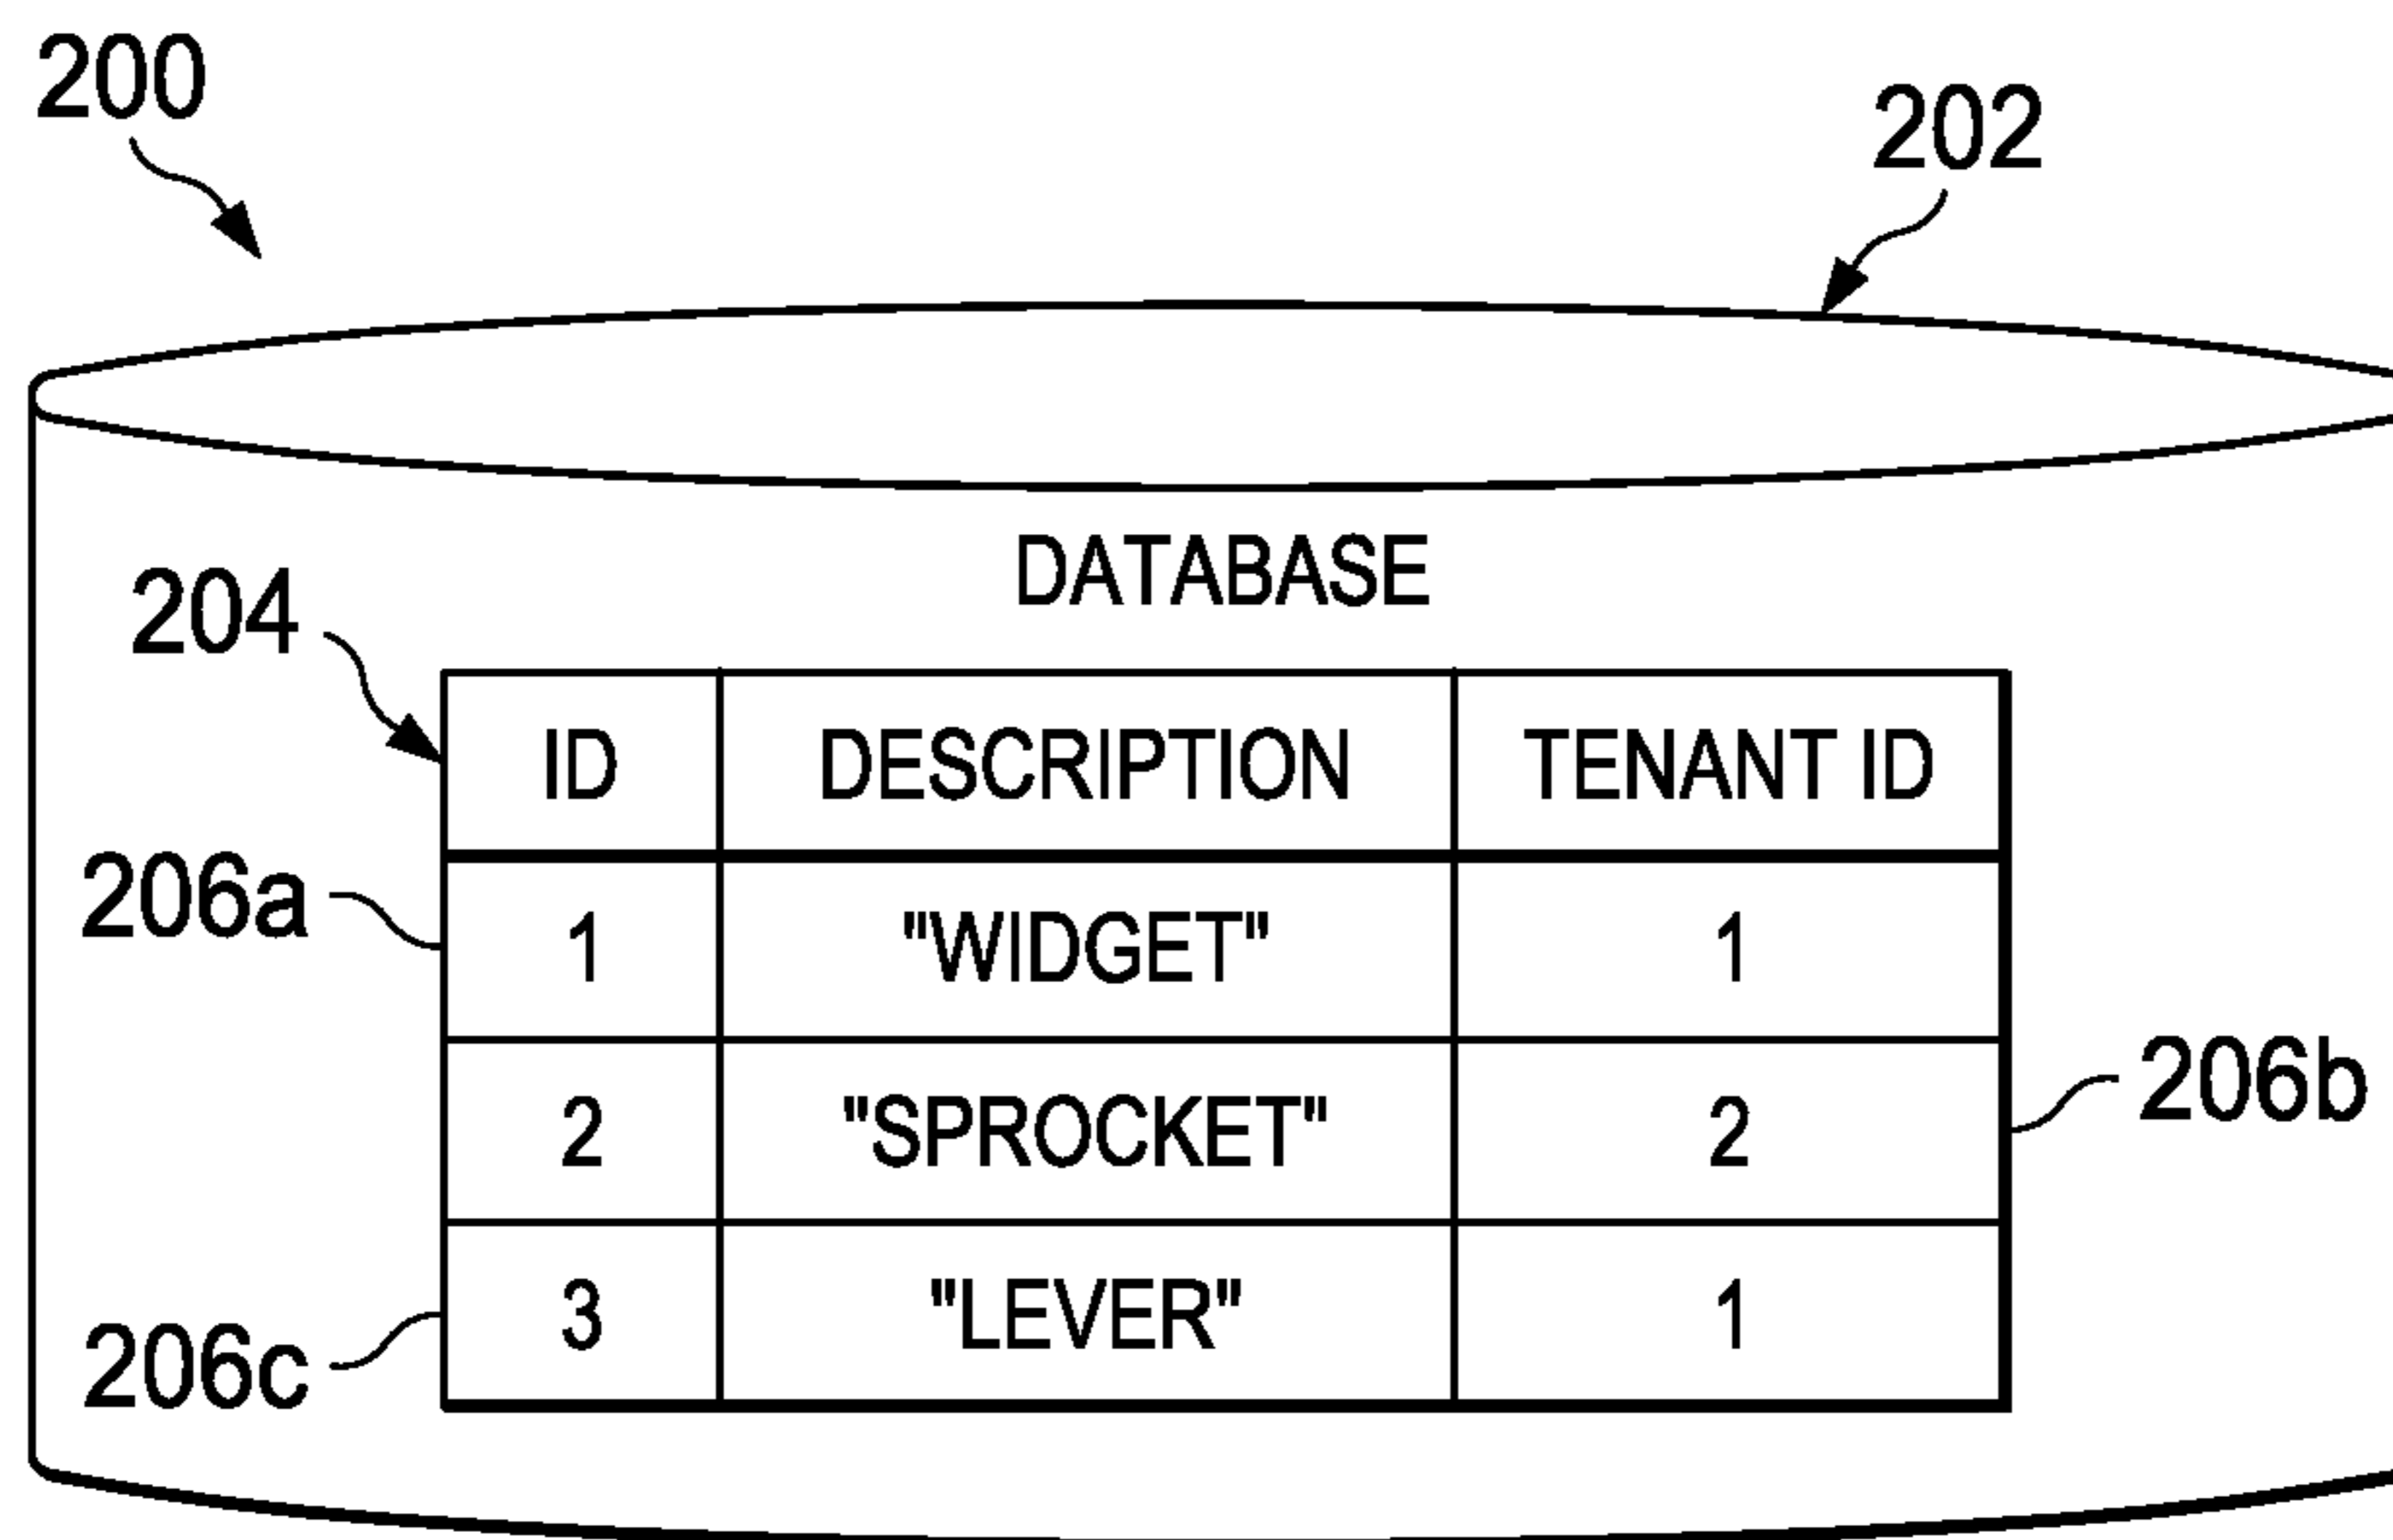 200
202
DATABASE
204
ID DESCRIPTION TENANT ID
206a
1 "WIDGET" 1
2 "SPROCKET" 2
206b
3 "LEVER" 1
206c